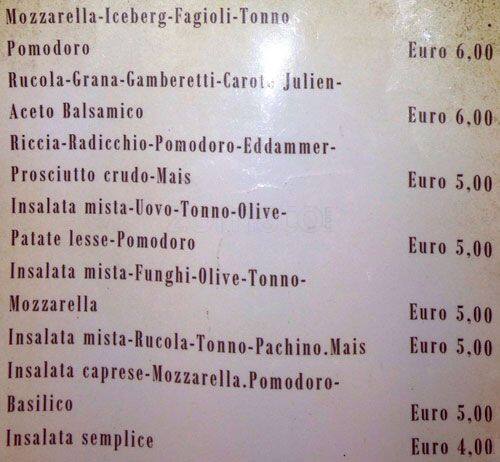 Mozzarella-Iceberg-Fagioli-Tonno
Pomodoro Euro 6,00
Rucola-Grana-Gamberetti-Carote Julien-
Aceto Balsamico Euro 6,00
Riccia-Radicchio-Pomodoro-Eddammer-
Prosciutto crudo-Mais Euro 5,00
Insalata mista-Uovo-Tonno-Olive-
Patate lesse-Pomodoro Euro 5,00
Insalata mista-Funghi-Olive-Tonno-
Mozzarella Euro 5,00
Insalata mista-Rucola-Tonno-Pachino.Mais Euro 5,00
Insalata caprese-Mozzarella.Pomodoro-
Basilico Euro 5,00
Insalata semplice Euro 4,00